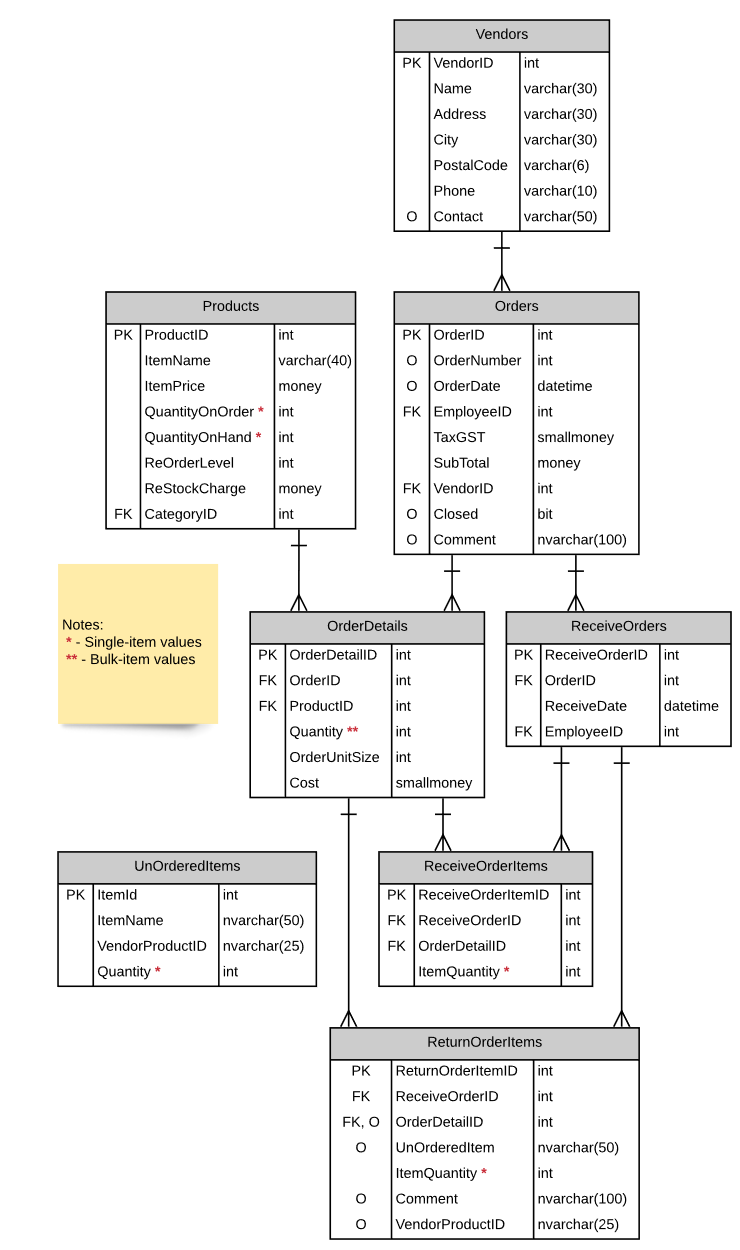 Vendors
PK VendorID int
Name varchar(30)
Address varchar(30)
City varchar(30)
PostalCode varchar(6)
Phone varchar(10)
O Contact varchar(50)
Products
PK ProductID int
ItemName varchar(40)
ItemPrice money
QuantityOnOrder * int
QuantityOnHand * int
ReOrderLevel int
ReStockCharge money
FK CategoryID int
Orders
PK OrderID int
O OrderNumber int
O OrderDate datetime
FK EmployeeID int
TaxGST smallmoney
SubTotal money
FK VendorID int
O Closed bit
O Comment nvarchar(100)
Notes:
* - Single-item values
** - Bulk-item values
OrderDetails
PK OrderDetailID int
FK OrderID int
FK ProductID int
Quantity ** int
OrderUnitSize int
Cost smallmoney
ReceiveOrders
PK ReceiveOrderID int
FK OrderID int
ReceiveDate datetime
FK EmployeeID int
UnOrderedItems
PK ItemId int
ItemName nvarchar(50)
VendorProductID nvarchar(25)
Quantity * int
ReceiveOrderItems
PK ReceiveOrderItemID int
FK ReceiveOrderID int
FK OrderDetailID int
ItemQuantity * int
ReturnOrderItems
PK ReturnOrderItemID int
FK ReceiveOrderID int
FK, O OrderDetailID int
O UnOrderedItem nvarchar(50)
ItemQuantity * int
O Comment nvarchar(100)
O VendorProductID nvarchar(25)